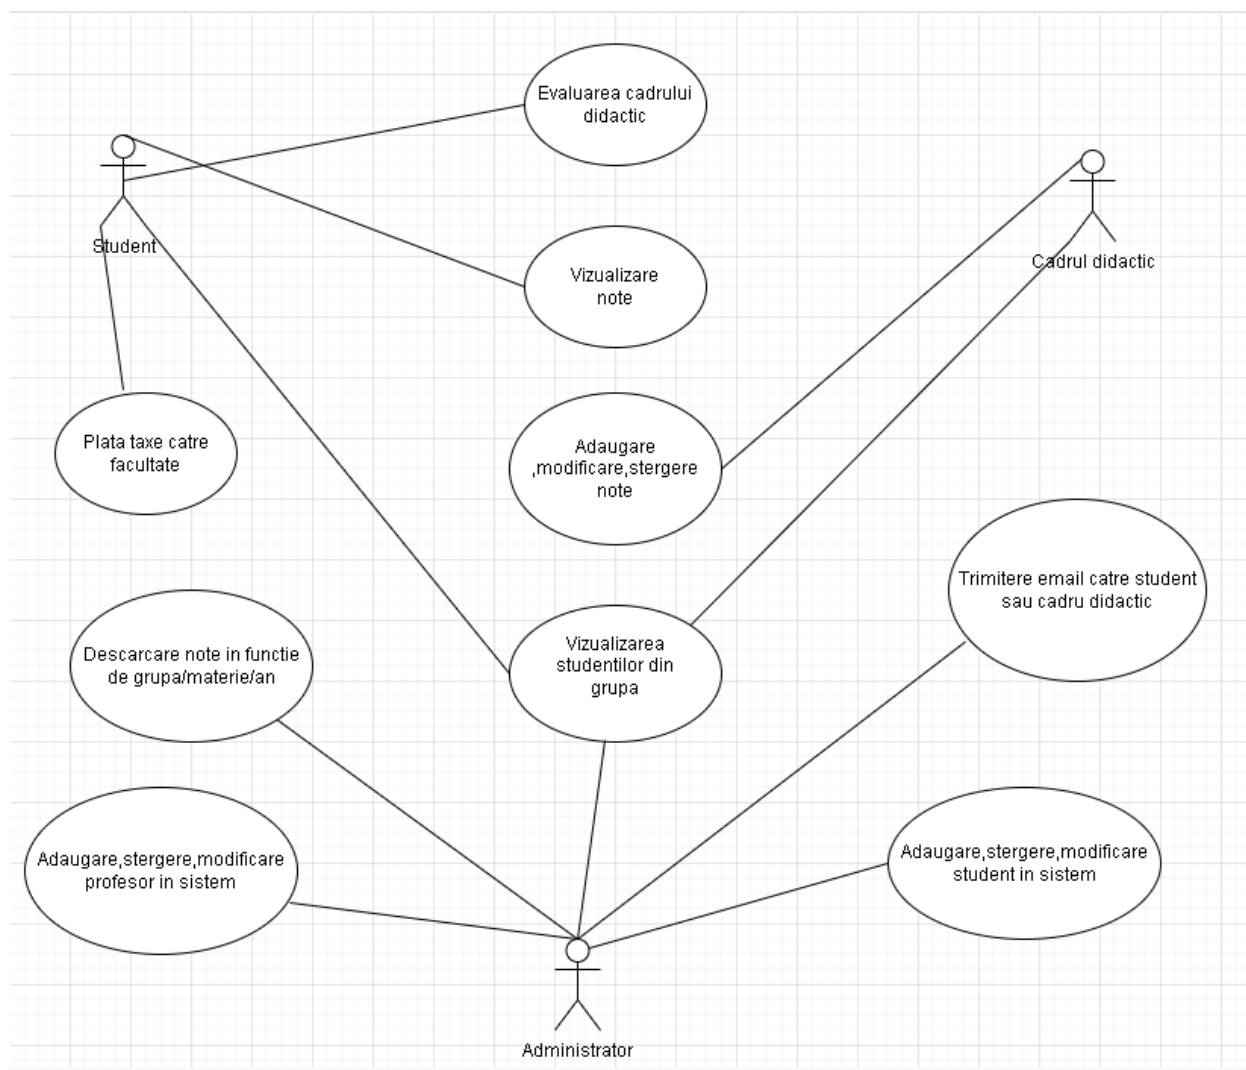 Evaluarea cadrului
didactic
Student
Cadrul didactic
Vizualizare
note
Plata taxe catre
facultate
Adaugare
,modificare,stergere
note
Trimitere email catre student
sau cadru didactic
Descarcare note in functie
de grupa/materie/an
Vizualizarea
studentilor din
grupa
Adaugare,stergere,modificare
profesor in sistem
Adaugare,stergere,modificare
student in sistem
Administrator